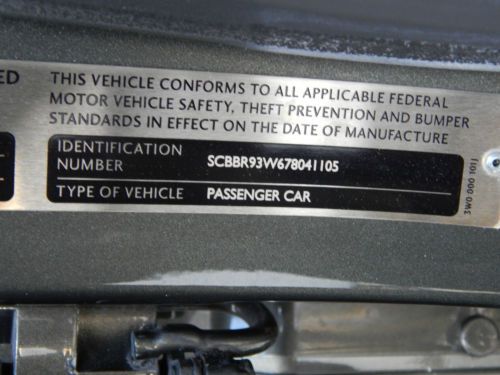 ED
THIS VEHICLE CONFORMS TO ALL APPLICABLE FEDERAL
MOTOR VEHICLE SAFETY, THEFT PREVENTION AND BUMPER
STANDARDS IN EFFECT ON THE DATE OF MANUFACTURE
IDENTIFICATION
NUMBER SCBBR93W678041105
TYPE OF VEHICLE PASSENGER CAR
3W0 000 101J